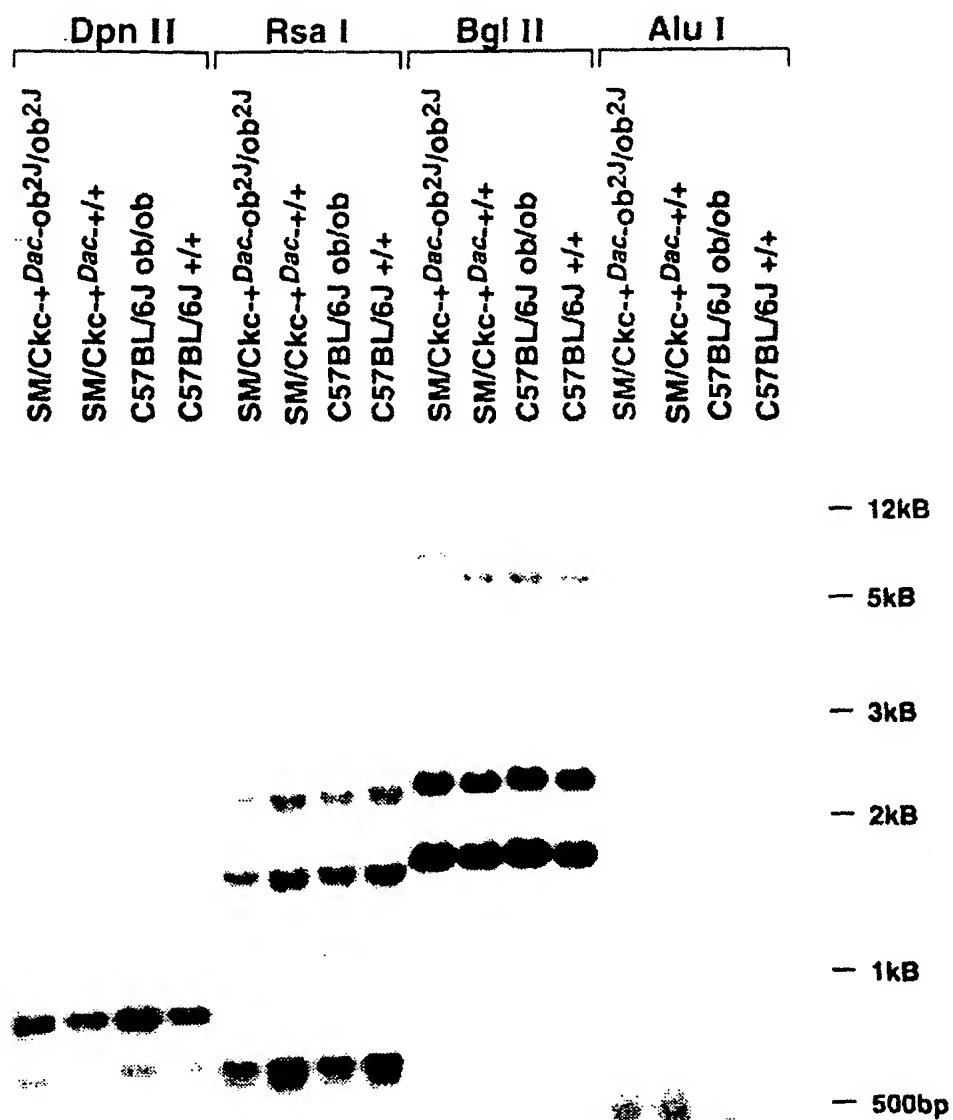 Dpn II Rsa I Bgl II Alu I
SM/Ckc-+Dac-ob2J/ob2J
SM/Ckc-+Dac-+/+
C57BL/6J ob/ob
C57BL/6J +/+
SM/Ckc-+Dac-ob2J/ob2J
SM/Ckc-+Dac-+/+
C57BL/6J ob/ob
C57BL/6J +/+
SM/Ckc-+Dac-ob2J/ob2J
SM/Ckc-+Dac-+/+
C57BL/6J ob/ob
C57BL/6J +/+
SM/Ckc-+Dac-ob2J/ob2J
SM/Ckc-+Dac-+/+
C57BL/6J ob/ob
C57BL/6J +/+
12kB
5kB
3kB
2kB
1kB
500bp